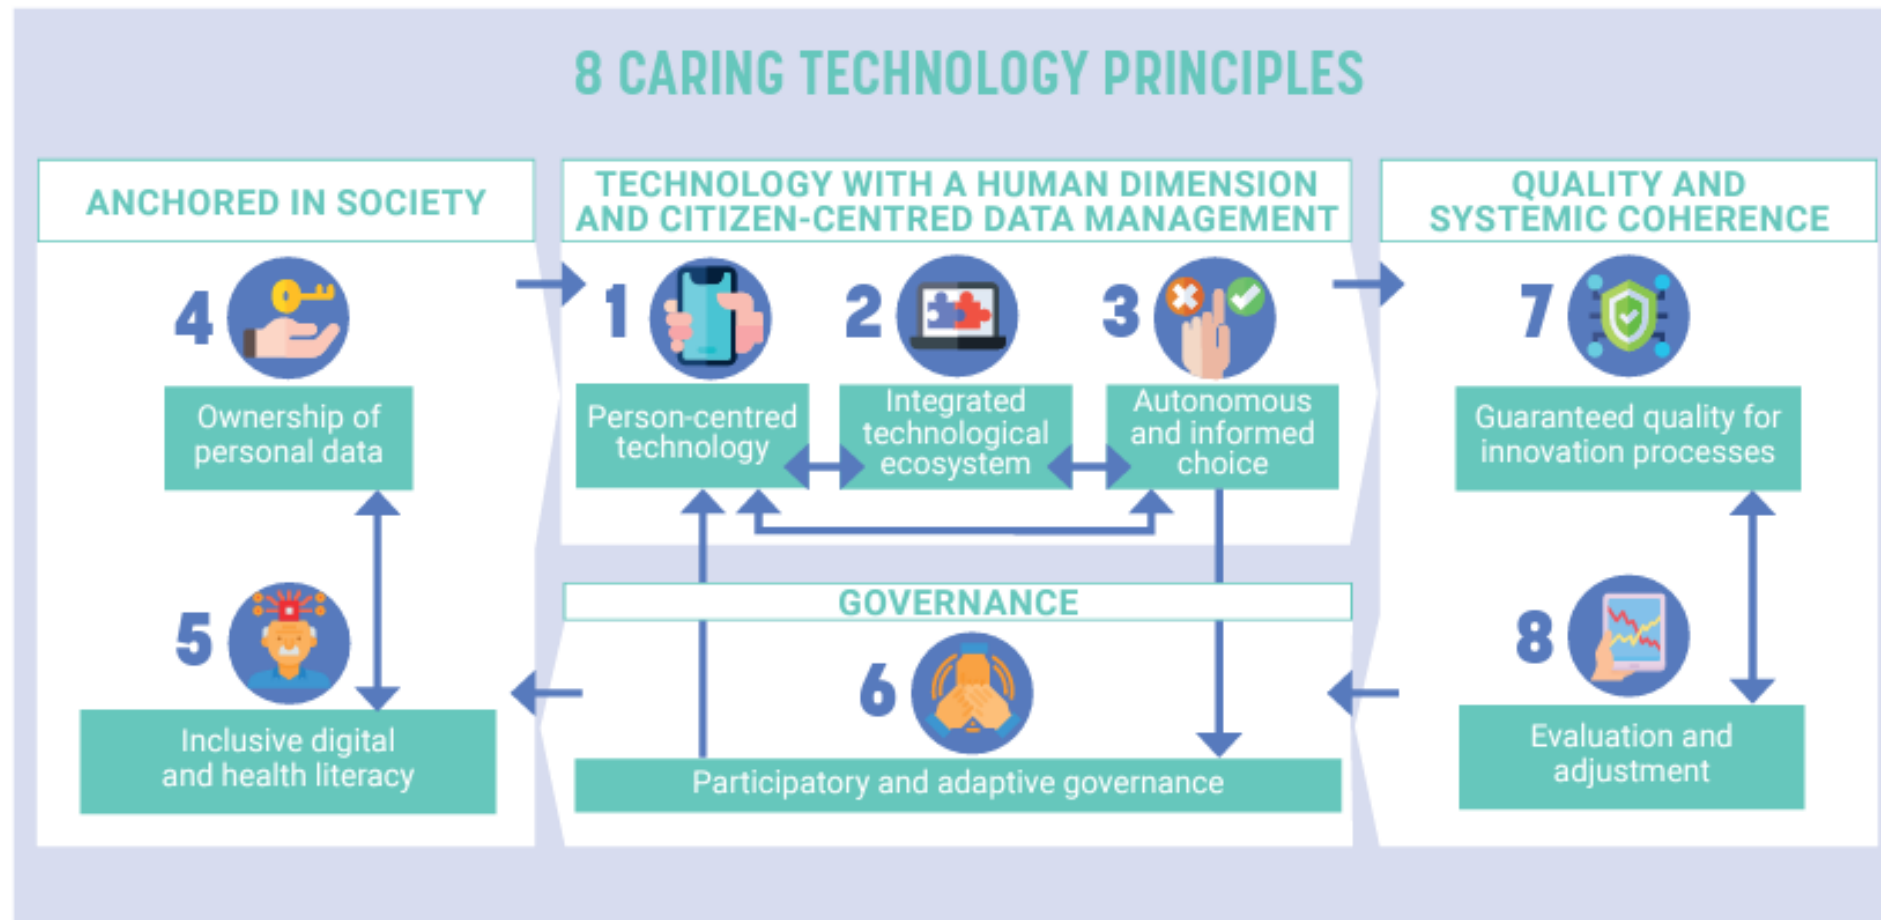 8 CARING TECHNOLOGY PRINCIPLES
ANCHORED IN SOCIETY
4
Ownership of
personal data
5
Inclusive digital
and health literacy
TECHNOLOGY WITH A HUMAN DIMENSION
AND CITIZEN-CENTRED DATA MANAGEMENT
1
Person-centred
technology
2
Integrated
technological
ecosystem
3
Autonomous
and informed
choice
GOVERNANCE
6
Participatory and adaptive governance
QUALITY AND
SYSTEMIC COHERENCE
7
Guaranteed quality for
innovation processes
8
Evaluation and
adjustment